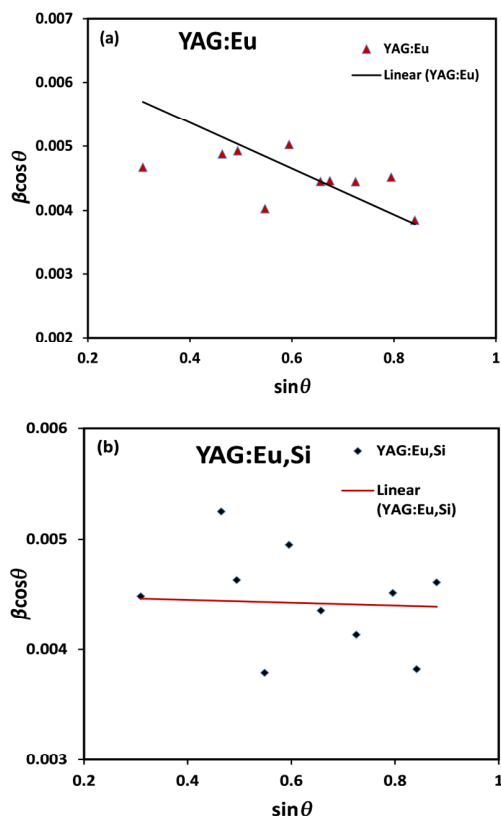 (a)
YAG:Eu
YAG:Eu
Linear (YAG:Eu)
0.007
0.006
0.005
0.004
0.003
0.002
βcosθ
0.2 0.4 0.6 0.8 1
sinθ
(b)
YAG:Eu,Si
YAG:Eu,Si
Linear
(YAG:Eu,Si)
0.006
0.005
0.004
0.003
βcosθ
0.2 0.4 0.6 0.8 1
sinθ